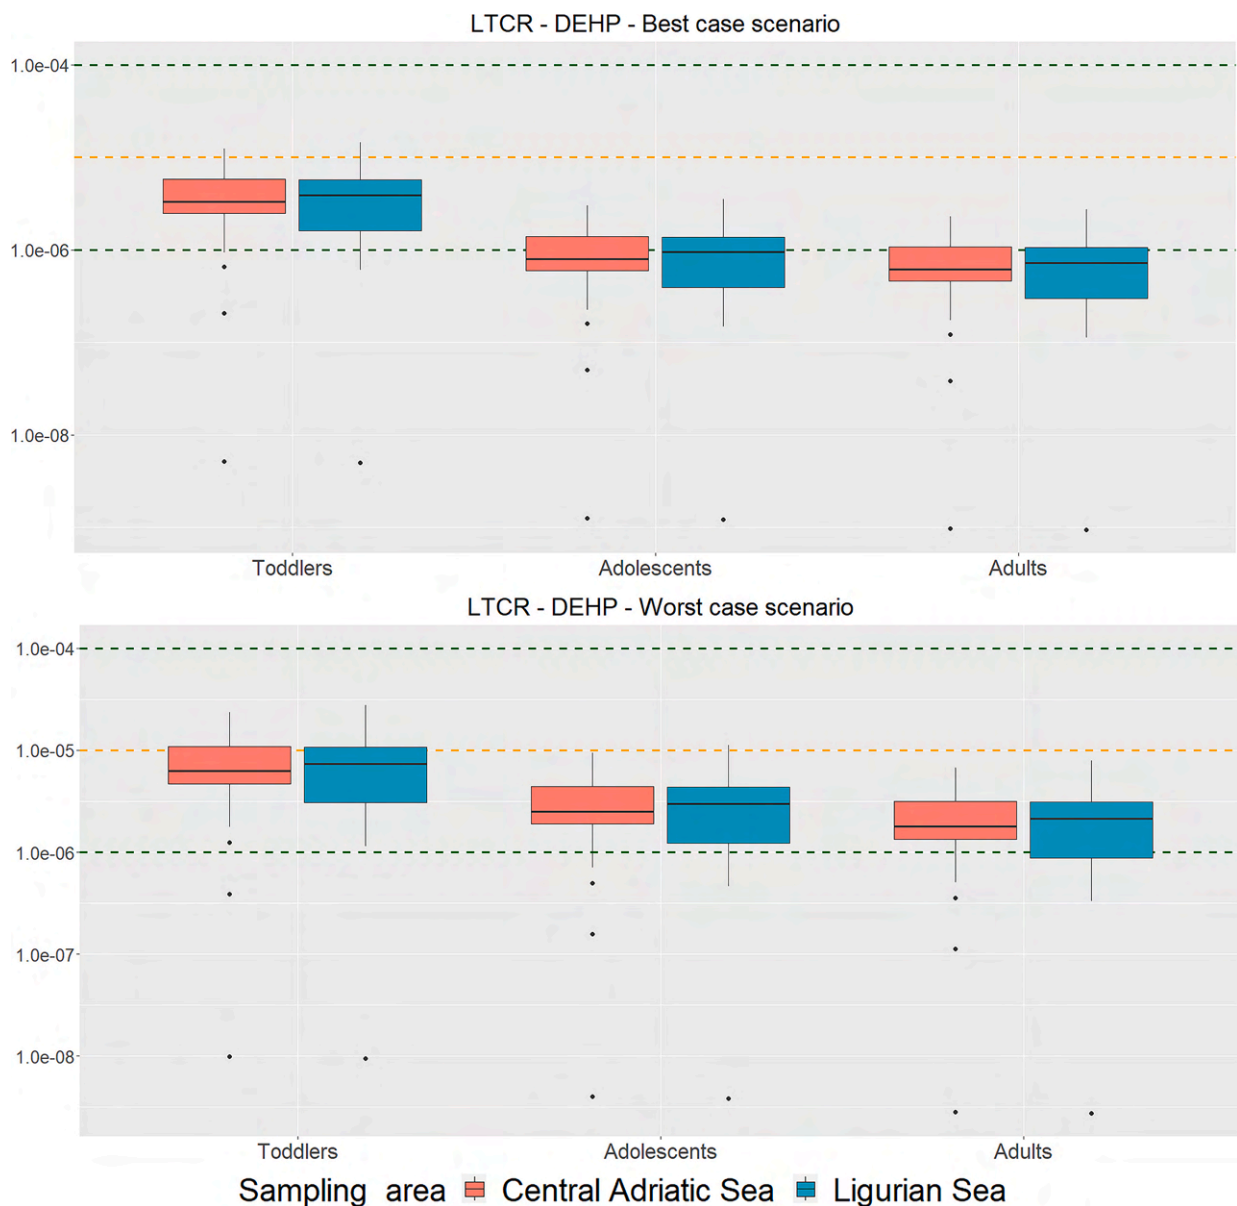 LTCR - DEHP - Best case scenario
1.0e-04
1.0e-06
1.0e-08
Toddlers Adolescents Adults
LTCR - DEHP - Worst case scenario
1.0e-04
1.0e-05
1.0e-06
1.0e-07
1.0e-08
Toddlers Adolescents Adults
Sampling area Central Adriatic Sea Ligurian Sea